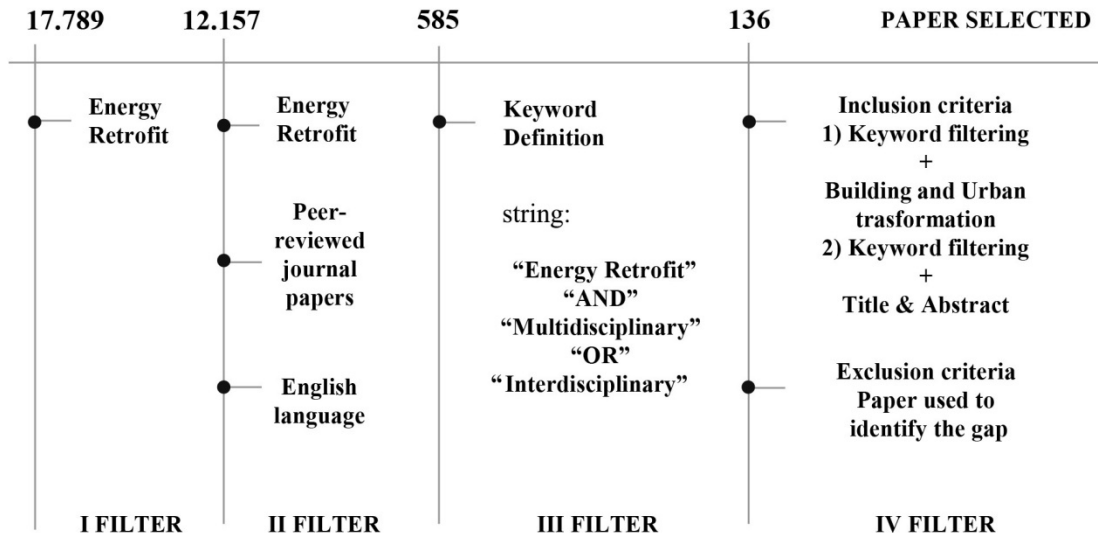 17.789 12.157 585 136 PAPER SELECTED
Energy
Retrofit
Energy
Retrofit
Peer-
reviewed
journal
papers
English
language
Keyword
Definition
string:
“Energy Retrofit”
“AND”
“Multidisciplinary”
“OR”
“Interdisciplinary”
Inclusion criteria
1) Keyword filtering
+
Building and Urban
trasformation
2) Keyword filtering
+
Title & Abstract
Exclusion criteria
Paper used to
identify the gap
I FILTER II FILTER III FILTER IV FILTER